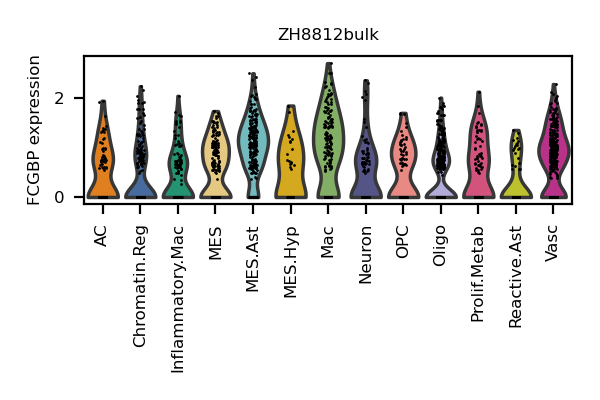 ZH8812bulk
FCGBP expression
2
0
AC
Chromatin.Reg
Inflammatory.Mac
MES
MES.Ast
MES.Hyp
Mac
Neuron
OPC
Oligo
Prolif.Metab
Reactive.Ast
Vasc